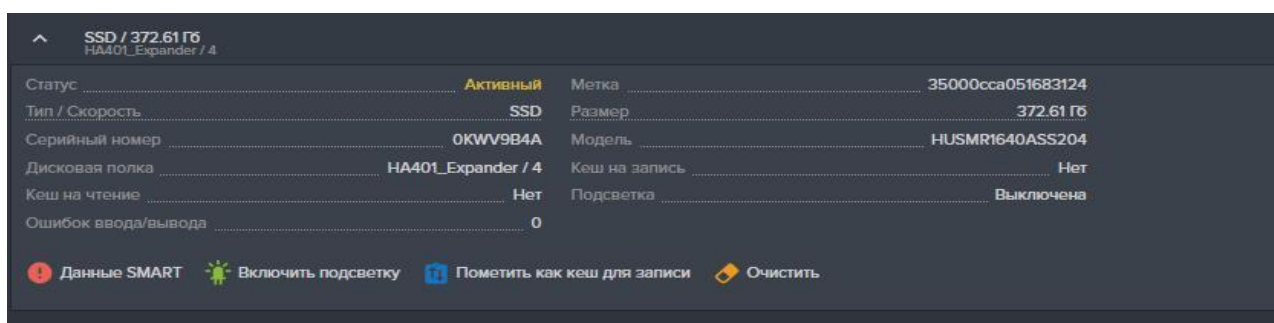 SSD / 372.61 Гб
HA401_Expander / 4
Статус Активный Метка 35000cca051683124
Тип / Скорость SSD Размер 372.61 Гб
Серийный номер 0KWV9B4A Модель HUSMR1640ASS204
Дисковая полка HA401_Expander / 4 Кеш на запись Нет
Кеш на чтение Нет Подсветка Выключена
Ошибок ввода/вывода 0
Данные SMART Включить подсветку Пометить как кеш для записи Очистить